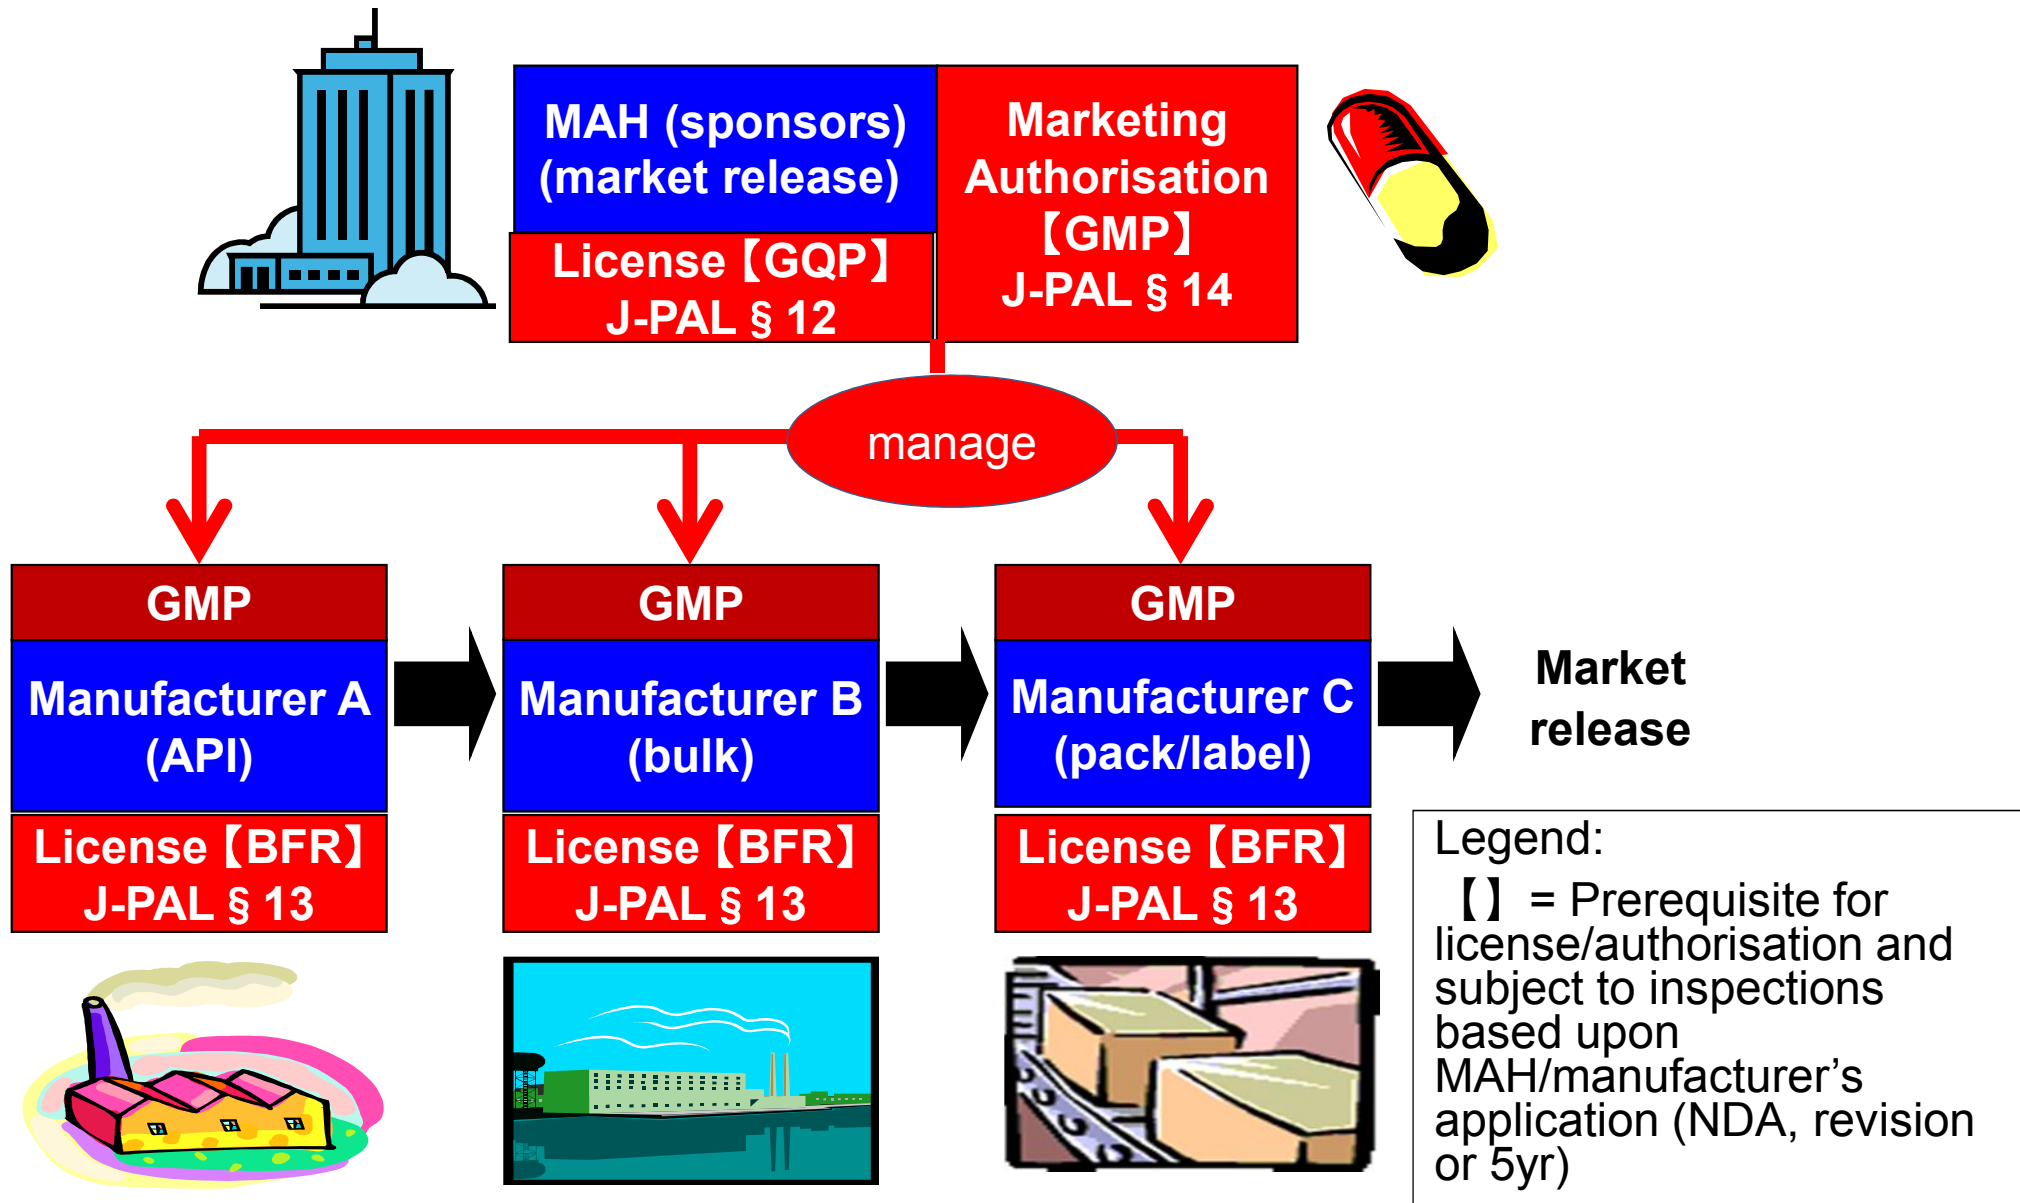 MAH (sponsors)
(market release)
License【GQP】
J-PAL § 12
Marketing
Authorisation
【GMP】
J-PAL § 14
manage
GMP
Manufacturer A
(API)
License【BFR】
J-PAL § 13
GMP
Manufacturer B
(bulk)
License【BFR】
J-PAL § 13
GMP
Manufacturer C
(pack/label)
License【BFR】
J-PAL § 13
Market
release
Legend:
【】= Prerequisite for
license/authorisation and
subject to inspections
based upon
MAH/manufacturer’s
application (NDA, revision
or 5yr)